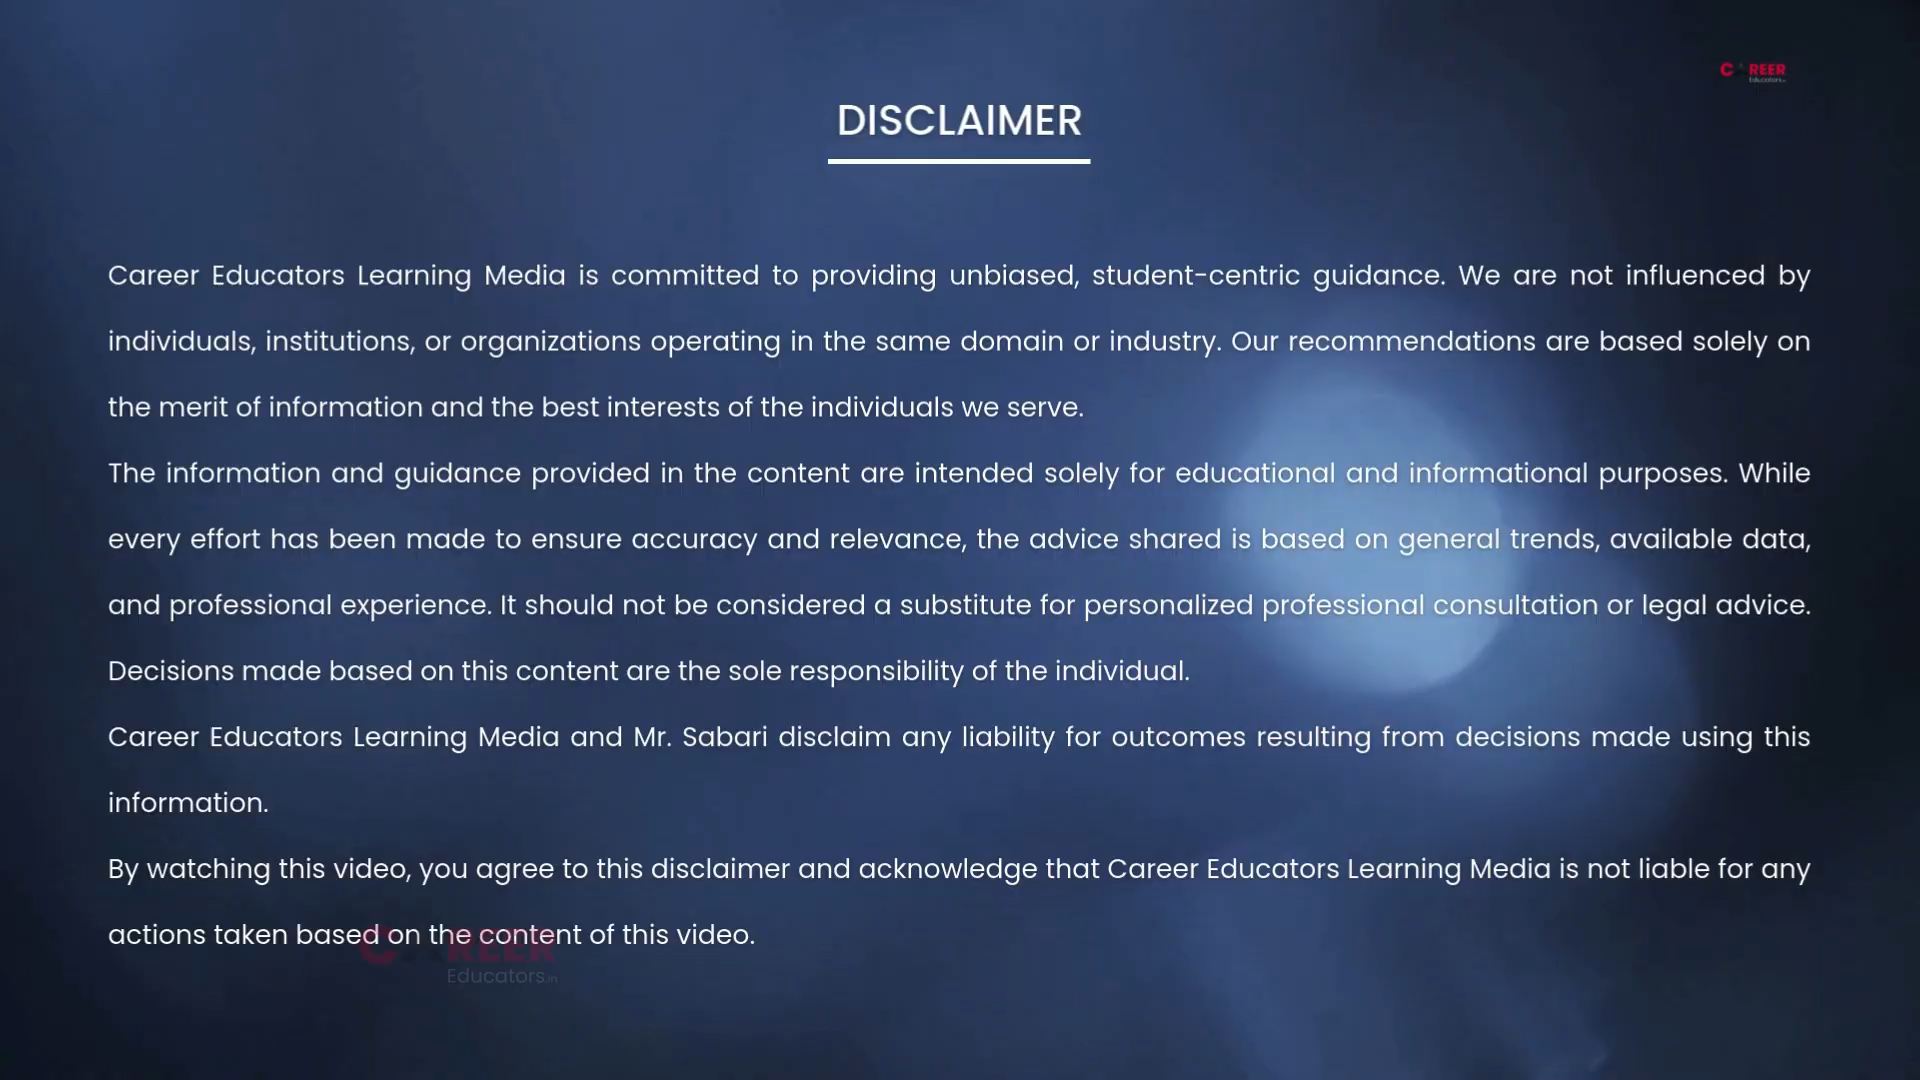 CAREER
Educators.in
DISCLAIMER
Career Educators Learning Media is committed to providing unbiased, student-centric guidance. We are not influenced by
individuals, institutions, or organizations operating in the same domain or industry. Our recommendations are based solely on
the merit of information and the best interests of the individuals we serve.
The information and guidance provided in the content are intended solely for educational and informational purposes. While
every effort has been made to ensure accuracy and relevance, the advice shared is based on general trends, available data,
and professional experience. It should not be considered a substitute for personalized professional consultation or legal advice.
Decisions made based on this content are the sole responsibility of the individual.
Career Educators Learning Media and Mr. Sabari disclaim any liability for outcomes resulting from decisions made using this
information.
By watching this video, you agree to this disclaimer and acknowledge that Career Educators Learning Media is not liable for any
actions taken based on the content of this video.
CAREER
Educators.in